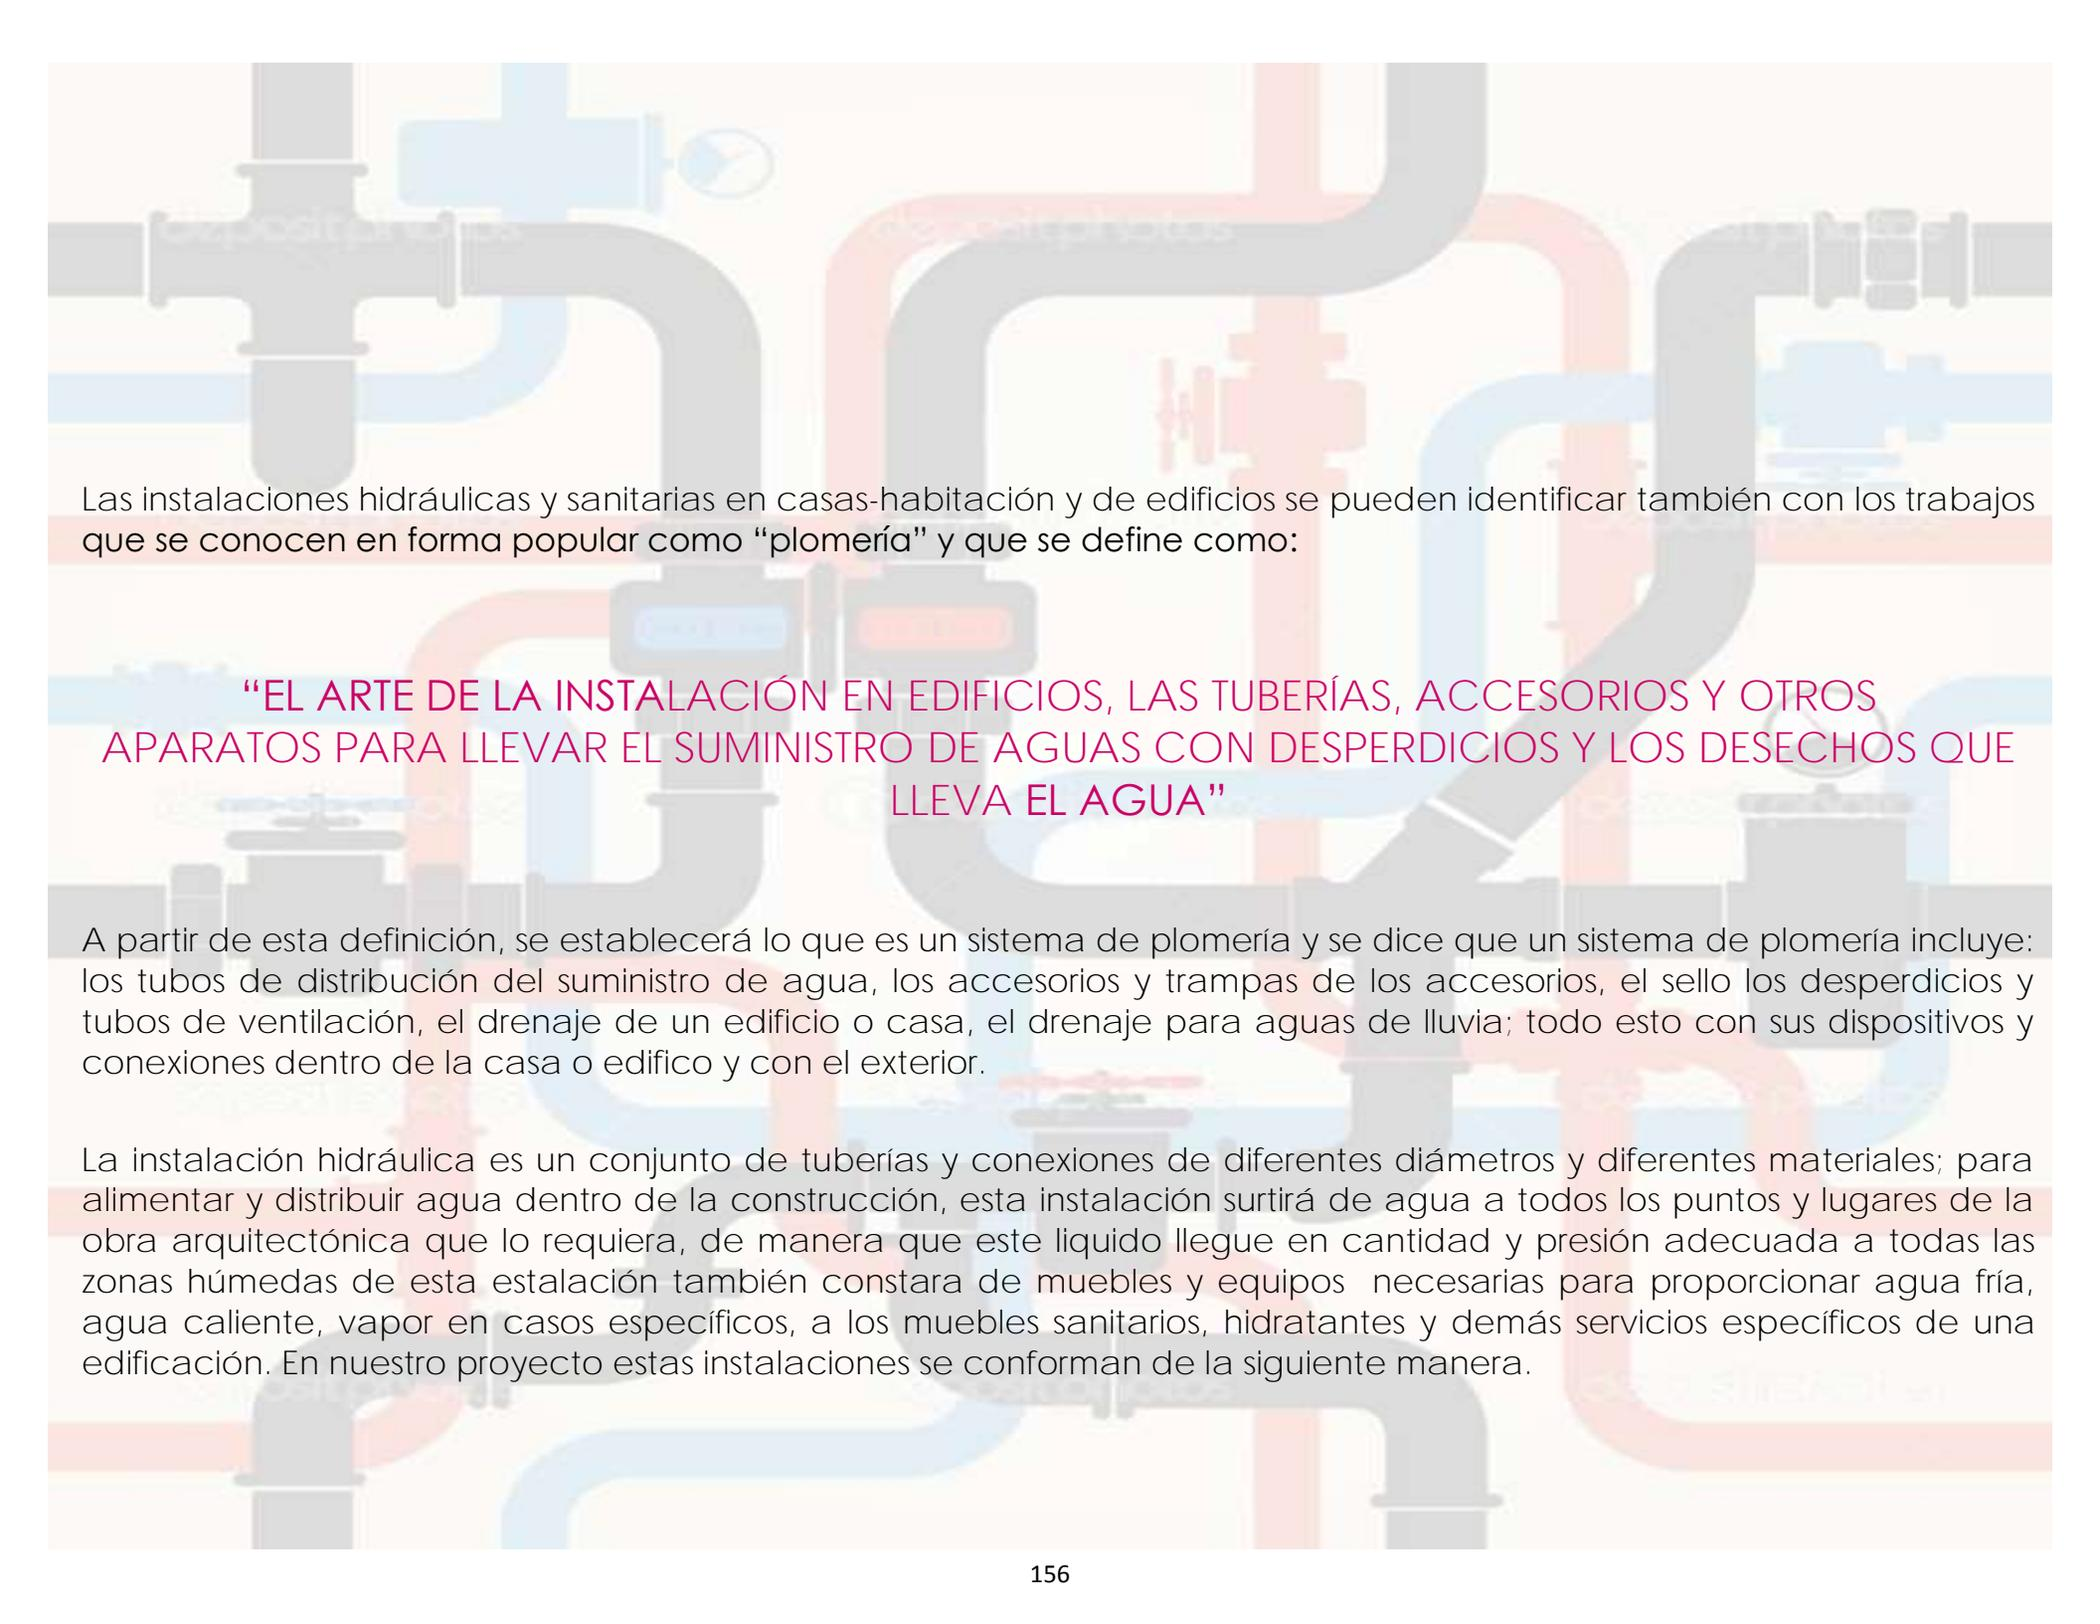 Las instalaciones hidráulicas y sanitarias en casas-habitación y de edificios se pueden identificar también con los trabajos
que se conocen en forma popular como “plomería” y que se define como:
“EL ARTE DE LA INSTALACIÓN EN EDIFICIOS, LAS TUBERÍAS, ACCESORIOS Y OTROS
APARATOS PARA LLEVAR EL SUMINISTRO DE AGUAS CON DESPERDICIOS Y LOS DESECHOS QUE
LLEVA EL AGUA”
A partir de esta definición, se establecerá lo que es un sistema de plomería y se dice que un sistema de plomería incluye:
los tubos de distribución del suministro de agua, los accesorios y trampas de los accesorios, el sello los desperdicios y
tubos de ventilación, el drenaje de un edificio o casa, el drenaje para aguas de lluvia; todo esto con sus dispositivos y
conexiones dentro de la casa o edifico y con el exterior.
La instalación hidráulica es un conjunto de tuberías y conexiones de diferentes diámetros y diferentes materiales; para
alimentar y distribuir agua dentro de la construcción, esta instalación surtirá de agua a todos los puntos y lugares de la
obra arquitectónica que lo requiera, de manera que este liquido llegue en cantidad y presión adecuada a todas las
zonas húmedas de esta estalación también constara de muebles y equipos necesarias para proporcionar agua fría,
agua caliente, vapor en casos específicos, a los muebles sanitarios, hidratantes y demás servicios específicos de una
edificación. En nuestro proyecto estas instalaciones se conforman de la siguiente manera.
156